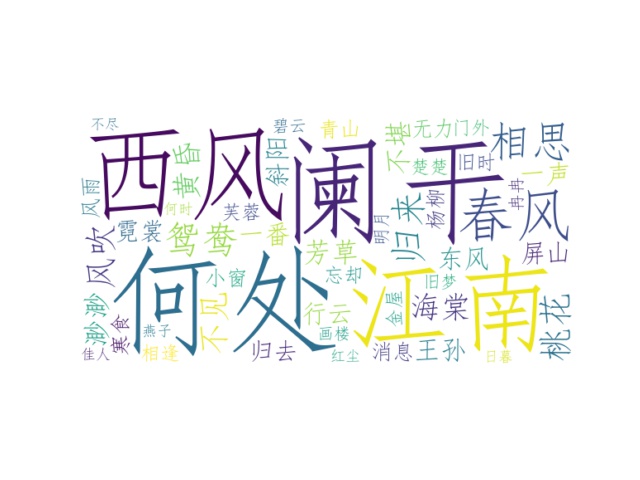 不尽
碧云
青山
无力
门外
西风
阑干
相思
黄昏
斜阳
不堪
楚楚
旧时
一声
风雨
何时
芙蓉
明月
杨柳
冉冉
春风
霓裳
鸳鸯
一番
归来
风吹
芳草
东风
屏山
何处
小窗
忘却
江南
旧梦
渺渺
不见
行云
金屋
海棠
桃花
寒食
燕子
画楼
佳人
相逢
归去
红尘
消息
王孙
日暮